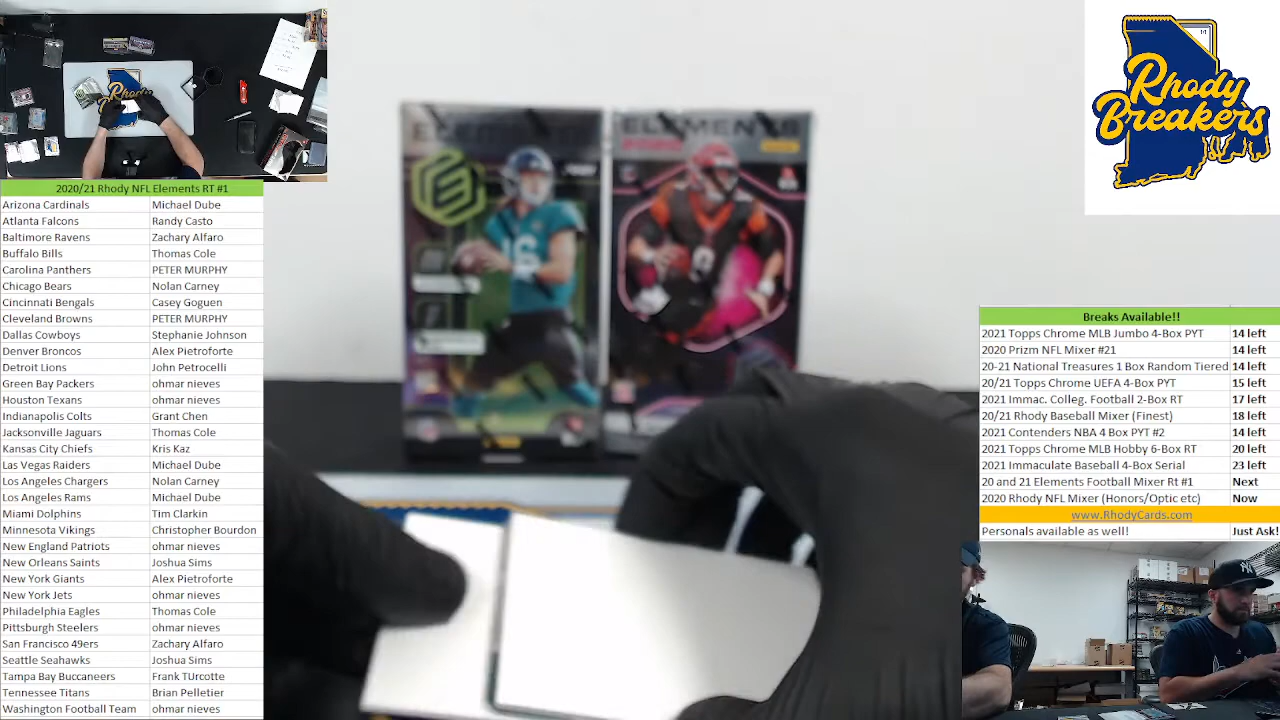 2020/21 Rhody NFL Elements RT #1
Arizona Cardinals Michael Dube
Atlanta Falcons Randy Casto
Baltimore Ravens Zachary Alfaro
Buffalo Bills Thomas Cole
Carolina Panthers PETER MURPHY
Chicago Bears Nolan Carney
Cincinnati Bengals Casey Goguen
Cleveland Browns PETER MURPHY
Dallas Cowboys Stephanie Johnson
Denver Broncos Alex Pietroforte
Detroit Lions John Petrocelli
Green Bay Packers ohmar nieves
Houston Texans ohmar nieves
Indianapolis Colts Grant Chen
Jacksonville Jaguars Thomas Cole
Kansas City Chiefs Kris Kaz
Las Vegas Raiders Michael Dube
Los Angeles Chargers Nolan Carney
Los Angeles Rams Michael Dube
Miami Dolphins Tim Clarkin
Minnesota Vikings Christopher Bourdon
New England Patriots ohmar nieves
New Orleans Saints Joshua Sims
New York Giants Alex Pietroforte
New York Jets ohmar nieves
Philadelphia Eagles Thomas Cole
Pittsburgh Steelers ohmar nieves
San Francisco 49ers Zachary Alfaro
Seattle Seahawks Joshua Sims
Tampa Bay Buccaneers Frank TUrcotte
Tennessee Titans Brian Pelletier
Washington Football Team ohmar nieves
ELEMENTS
ELEMENTS
16
9
Rhody
Breakers
Breaks Available!!
2021 Topps Chrome MLB Jumbo 4-Box PYT 14 left
2020 Prizm NFL Mixer #21 14 left
20-21 National Treasures 1 Box Random Tiered 14 left
20/21 Topps Chrome UEFA 4-Box PYT 15 left
2021 Immac. Colleg. Football 2-Box RT 17 left
20/21 Rhody Baseball Mixer (Finest) 18 left
2021 Contenders NBA 4 Box PYT #2 14 left
2021 Topps Chrome MLB Hobby 6-Box RT 20 left
2021 Immaculate Baseball 4-Box Serial 23 left
20 and 21 Elements Football Mixer Rt #1 Next
2020 Rhody NFL Mixer (Honors/Optic etc) Now
www.RhodyCards.com
Personals available as well! Just Ask!